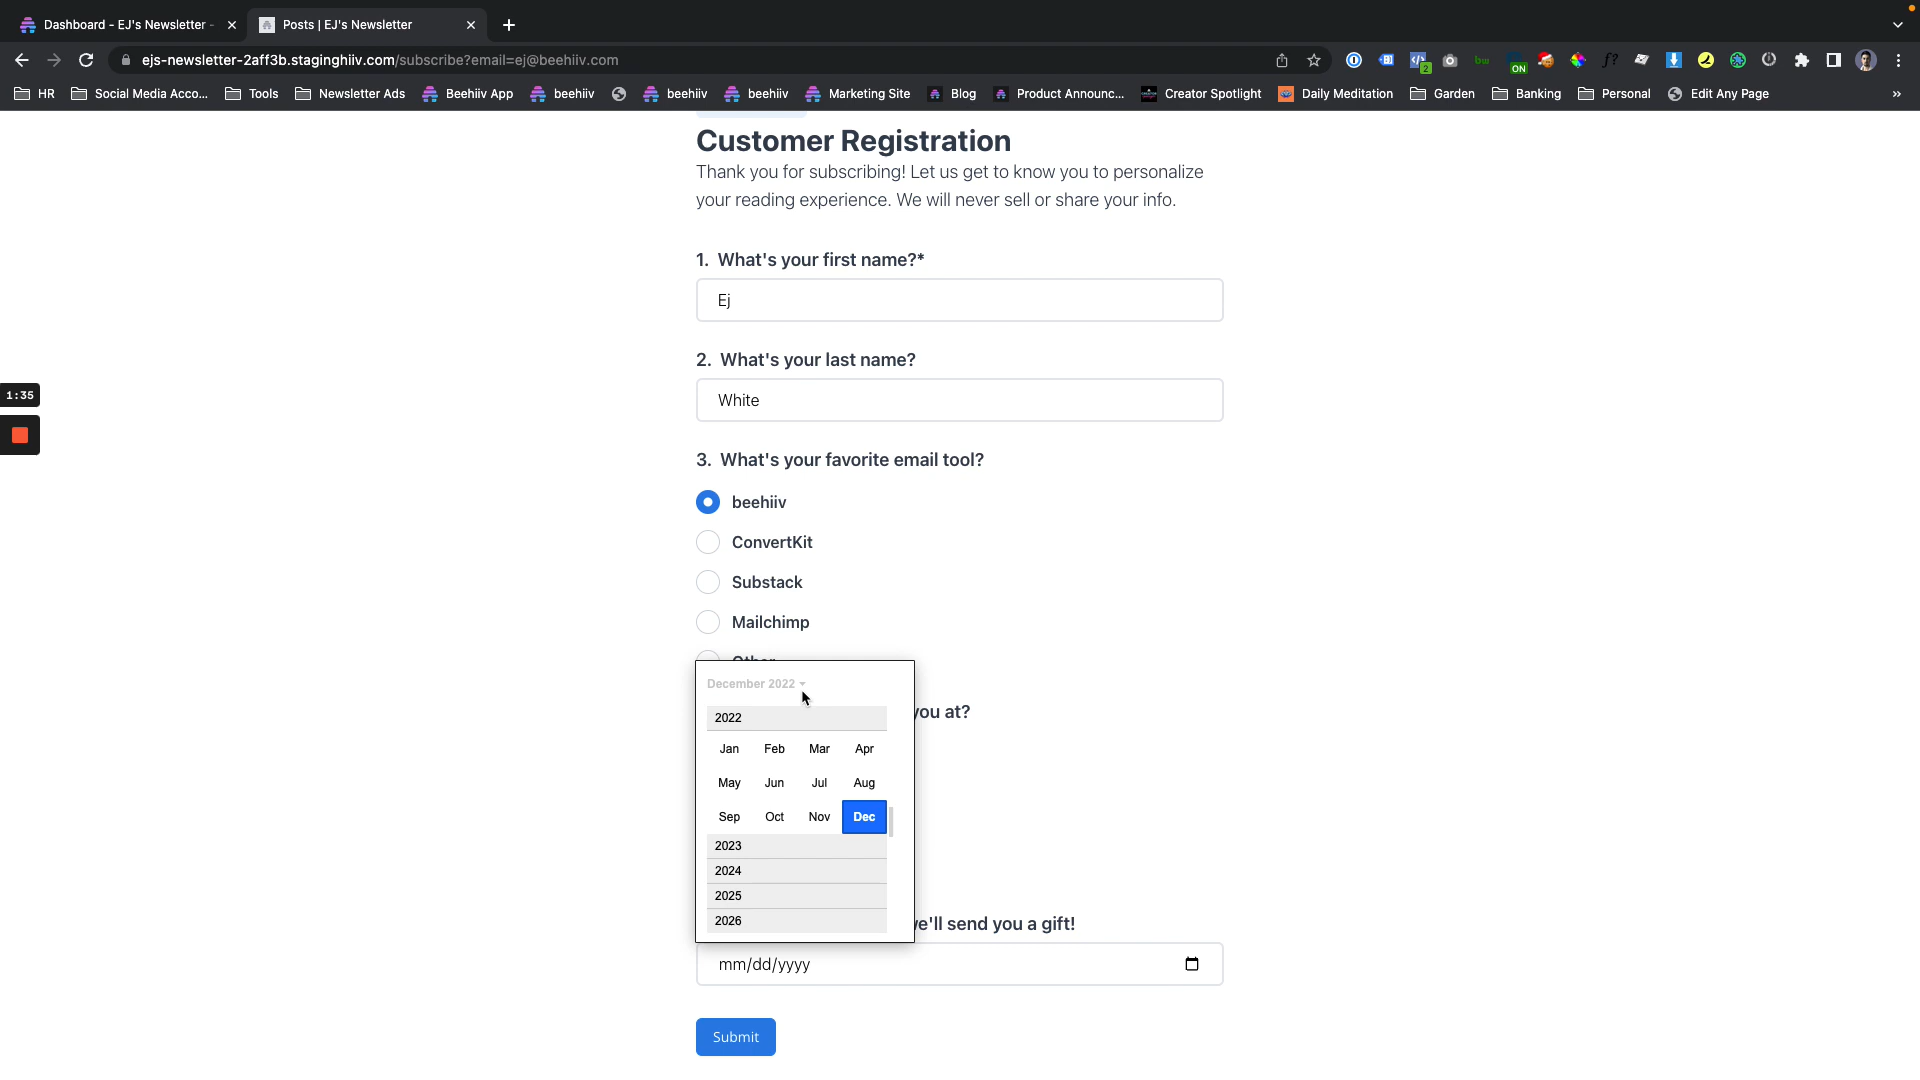 Dashboard - EJ's Newsletter -
Posts | EJ's Newsletter
ejs-newsletter-2aff3b.staginghiiv.com/subscribe?email=ej@beehiiv.com
2
bw
ON
f?
HR
Social Media Acco...
Tools
Newsletter Ads
Beehiiv App
beehiiv
beehiiv
beehiiv
Marketing Site
Blog
Product Announc...
Creator Spotlight
Daily Meditation
Garden
Banking
Personal
Edit Any Page
»
Customer Registration
Thank you for subscribing! Let us get to know you to personalize
your reading experience. We will never sell or share your info.
1. What's your first name?*
Ej
2. What's your last name?
White
1:35
3. What's your favorite email tool?
beehiiv
ConvertKit
Substack
Mailchimp
Other
December 2022
you at?
2022
Jan Feb Mar Apr
May Jun Jul Aug
Sep Oct Nov Dec
2023
2024
2025
2026
we'll send you a gift!
mm/dd/yyyy
Submit